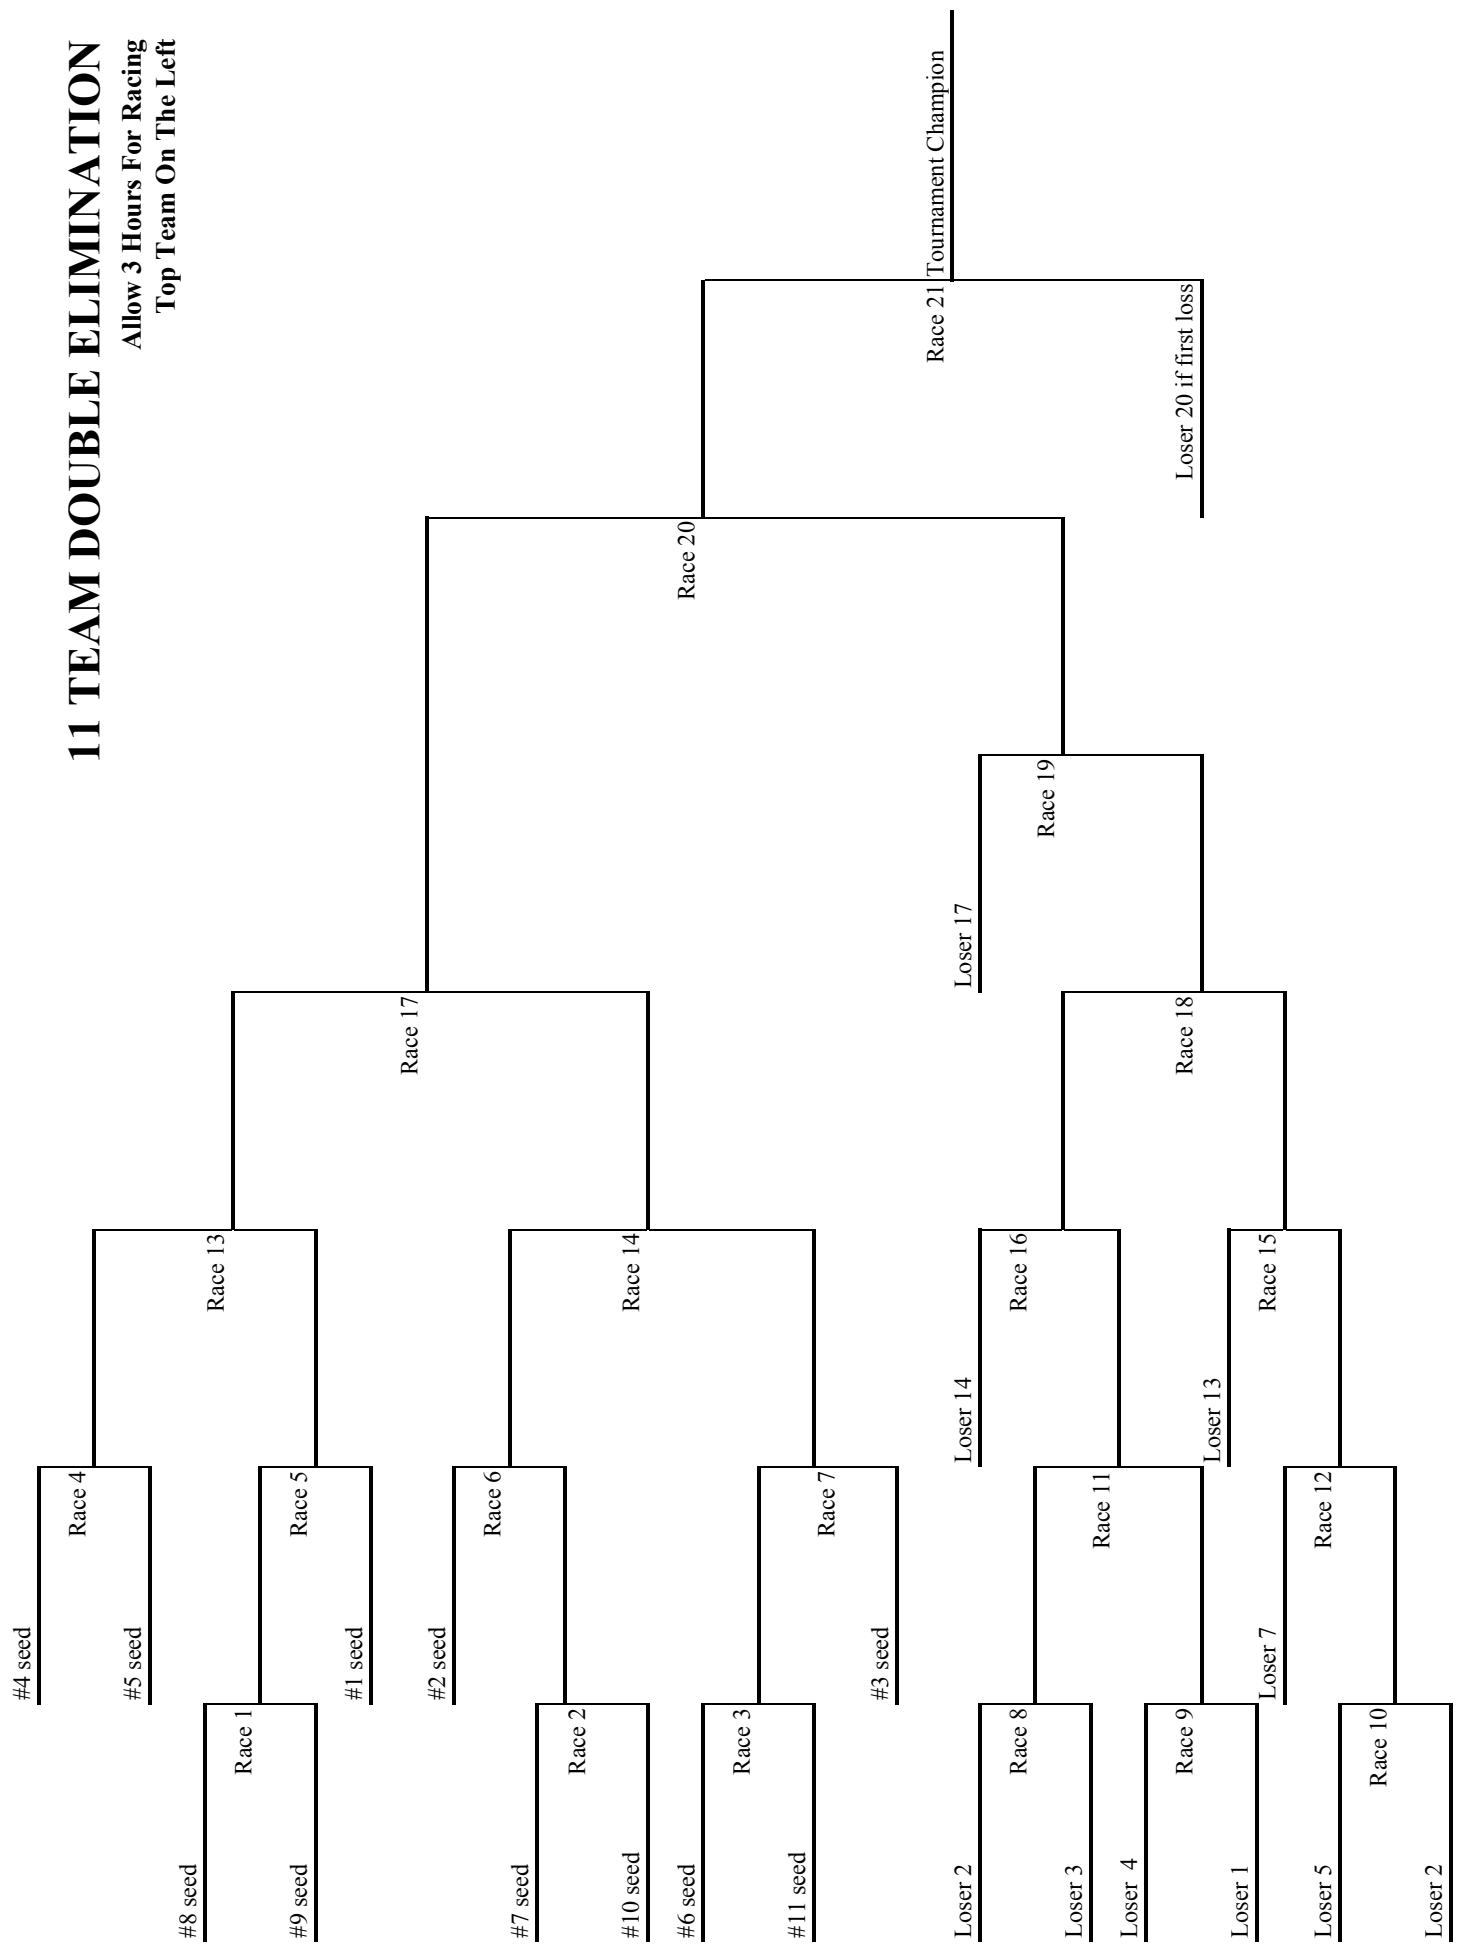 11 TEAM DOUBLE ELIMINATION
Allow 3 Hours For Racing
Top Team On The Left
#4 seed
Race 4
#5 seed
Race 13
#8 seed
Race 1
#9 seed
Race 5
#1 seed
Race 17
#2 seed
Race 6
#7 seed
Race 2
#10 seed
Race 14
#6 seed
Race 3
#11 seed
Race 7
#3 seed
Race 20
Race 21 Tournament Champion
Loser 17
Race 19
Loser 14
Race 16
Loser 2
Race 8
Loser 3
Race 11
Loser 4
Race 9
Loser 1
Race 18
Loser 20 if first loss
Loser 13
Race 15
Loser 7
Race 12
Loser 5
Race 10
Loser 2